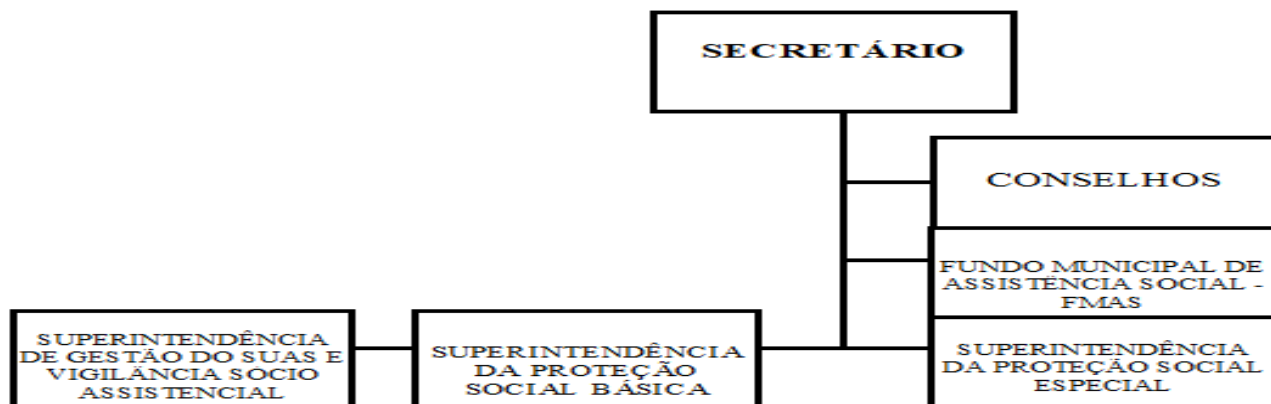 SECRETÁRIO
CONSELHOS
FUNDO MUNICIPAL DE
ASSISTÊNCIA SOCIAL -
FMAS
SUPERINTENDÊNCIA
DE GESTÃO DO SUAS E
VIGILÂNCIA SÓCIO
ASSISTENCIAL
SUPERINTENDÊNCIA
DA PROTEÇÃO
SOCIAL BÁSICA
SUPERINTENDÊNCIA
DA PROTEÇÃO SOCIAL
ESPECIAL